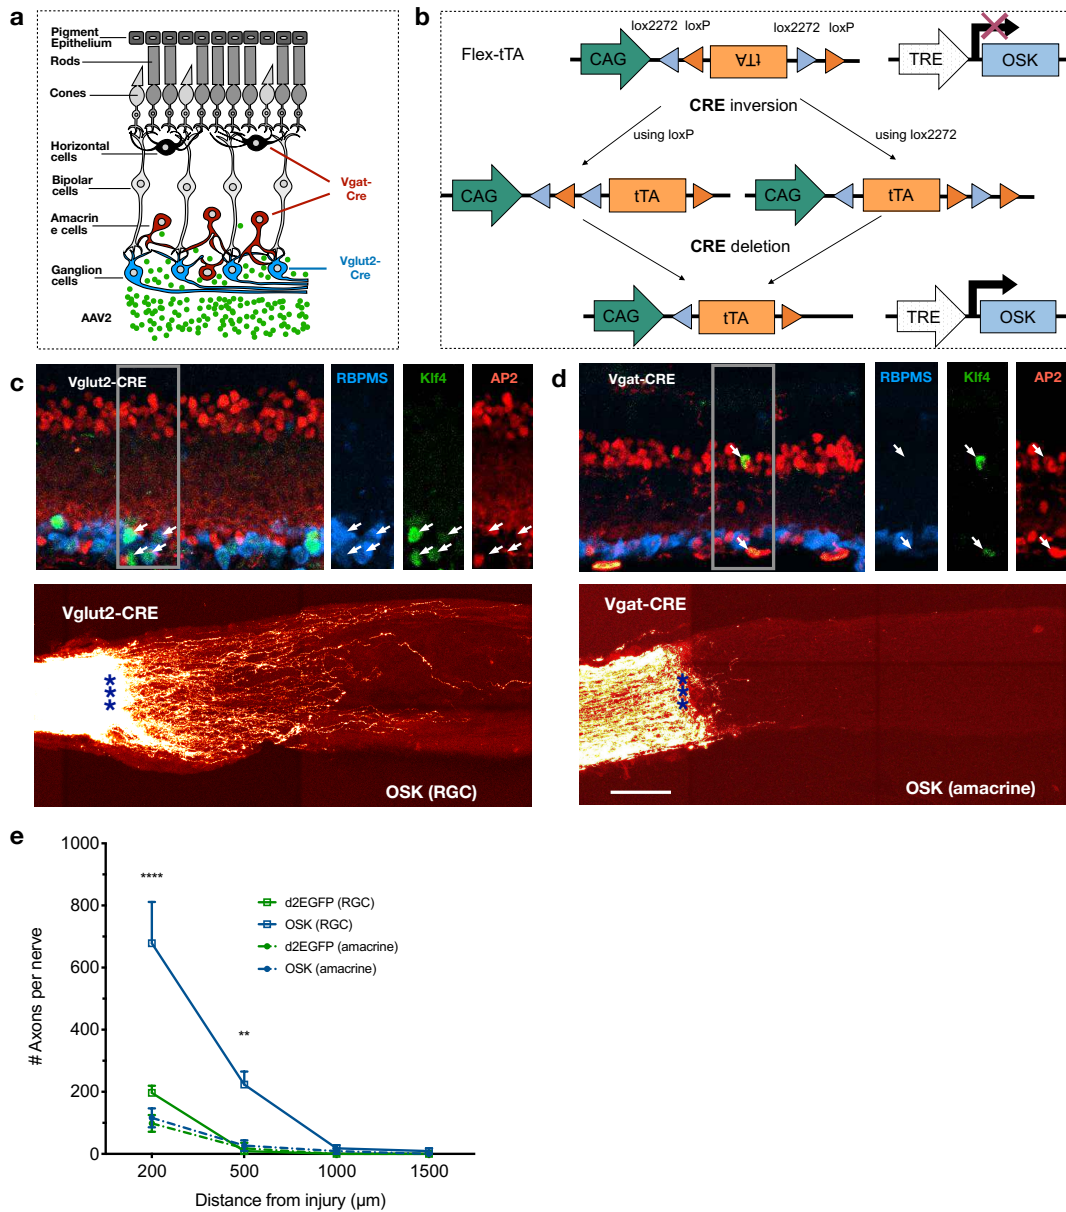 a
Pigment
Epithelium
Rods
Cones
Horizontal
cells
Bipolar
cells
Amacrin
e cells
Ganglion
cells
AAV2
Vgat-
Cre
Vglut2-
Cre
b
Flex-tTA
lox2272 loxP
lox2272 loxP
CAG
tTA
TRE
OSK
CRE inversion
using loxP
using lox2272
CAG
tTA
CAG
tTA
CRE deletion
CAG
tTA
TRE
OSK
c
Vglut2-CRE
RBPMS
Klf4
AP2
Vglut2-CRE
***
OSK (RGC)
d
Vgat-CRE
RBPMS
Klf4
AP2
Vgat-CRE
***
OSK (amacrine)
e
# Axons per nerve
1000
800
600
400
200
0
****
**
d2EGFP (RGC)
OSK (RGC)
d2EGFP (amacrine)
OSK (amacrine)
200 500 1000 1500
Distance from injury (µm)